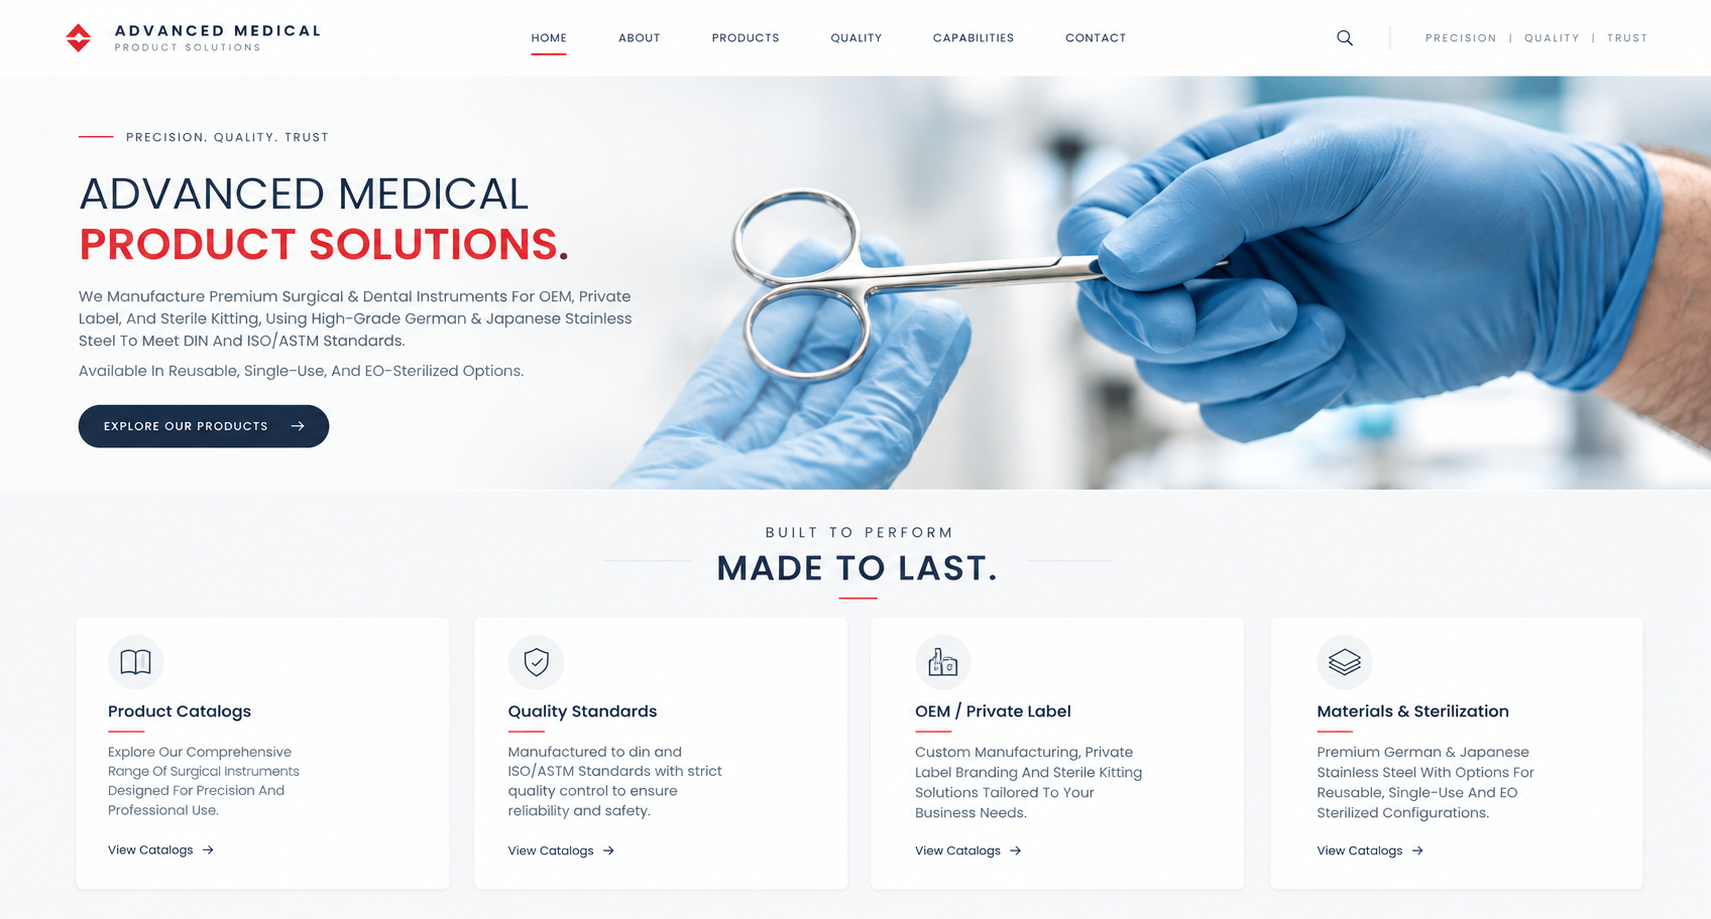 ADVANCED MEDICAL
PRODUCT SOLUTIONS
HOME
ABOUT
PRODUCTS
QUALITY
CAPABILITIES
CONTACT
PRECISION | QUALITY | TRUST
PRECISION. QUALITY. TRUST
ADVANCED MEDICAL
PRODUCT SOLUTIONS.
We Manufacture Premium Surgical & Dental Instruments For OEM, Private
Label, And Sterile Kitting, Using High-Grade German & Japanese Stainless
Steel To Meet DIN And ISO/ASTM Standards.
Available In Reusable, Single-Use, And EO-Sterilized Options.
EXPLORE OUR PRODUCTS →
BUILT TO PERFORM
MADE TO LAST.
Product Catalogs
Explore Our Comprehensive
Range Of Surgical Instruments
Designed For Precision And
Professional Use.
View Catalogs →
Quality Standards
Manufactured to din and
ISO/ASTM Standards with strict
quality control to ensure
reliability and safety.
View Catalogs →
OEM / Private Label
Custom Manufacturing, Private
Label Branding And Sterile Kitting
Solutions Tailored To Your
Business Needs.
View Catalogs →
Materials & Sterilization
Premium German & Japanese
Stainless Steel With Options For
Reusable, Single-Use And EO
Sterilized Configurations.
View Catalogs →